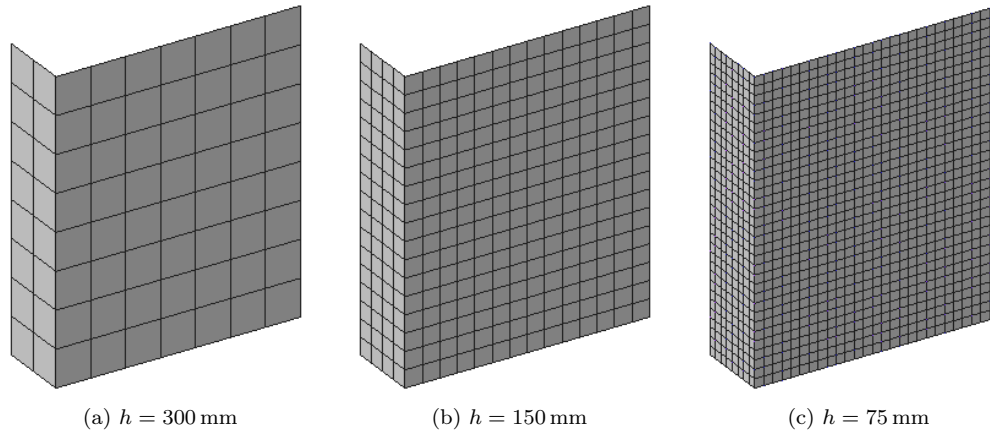 (a) h = 300 mm
(b) h = 150 mm
(c) h = 75 mm